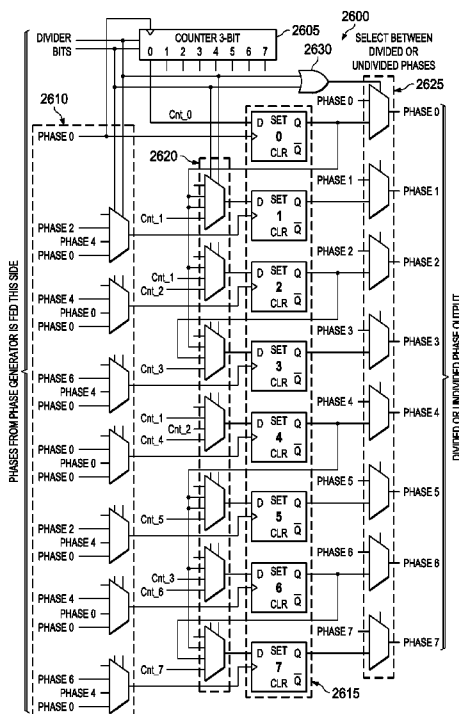 2600
2605
COUNTER 3-BIT
0 1 2 3 4 5 6 7
DIVIDER
BITS
2630
SELECT BETWEEN
DIVIDED OR
UNDIVIDED PHASES
2625
2610
Cnt_0
PHASE 0
PHASE 0
PHASE 0
D SET Q
0
CLR Q
2620
PHASE 1
PHASE 1
Cnt_1
D SET Q
1
CLR Q
PHASE 2
PHASE 4
PHASE 0
PHASE 2
PHASE 2
Cnt_1
Cnt_2
D SET Q
2
CLR Q
PHASE 4
PHASE 0
PHASE 0
PHASE 3
PHASE 3
Cnt_3
D SET Q
3
CLR Q
PHASE 6
PHASE 4
PHASE 0
PHASE 4
PHASE 4
Cnt_1
Cnt_2
Cnt_4
D SET Q
4
CLR Q
PHASE 0
PHASE 0
PHASE 0
PHASE 5
PHASE 5
Cnt_5
D SET Q
5
CLR Q
PHASE 2
PHASE 4
PHASE 0
PHASE 6
PHASE 6
Cnt_3
Cnt_6
D SET Q
6
CLR Q
PHASE 4
PHASE 0
PHASE 0
PHASE 7
PHASE 7
Cnt_7
D SET Q
7
CLR Q
PHASE 6
PHASE 4
PHASE 0
2615
PHASES FROM PHASE GENERATOR IS FED THIS SIDE
DIVIDED OR UNDIVIDED PHASE OUTPUT